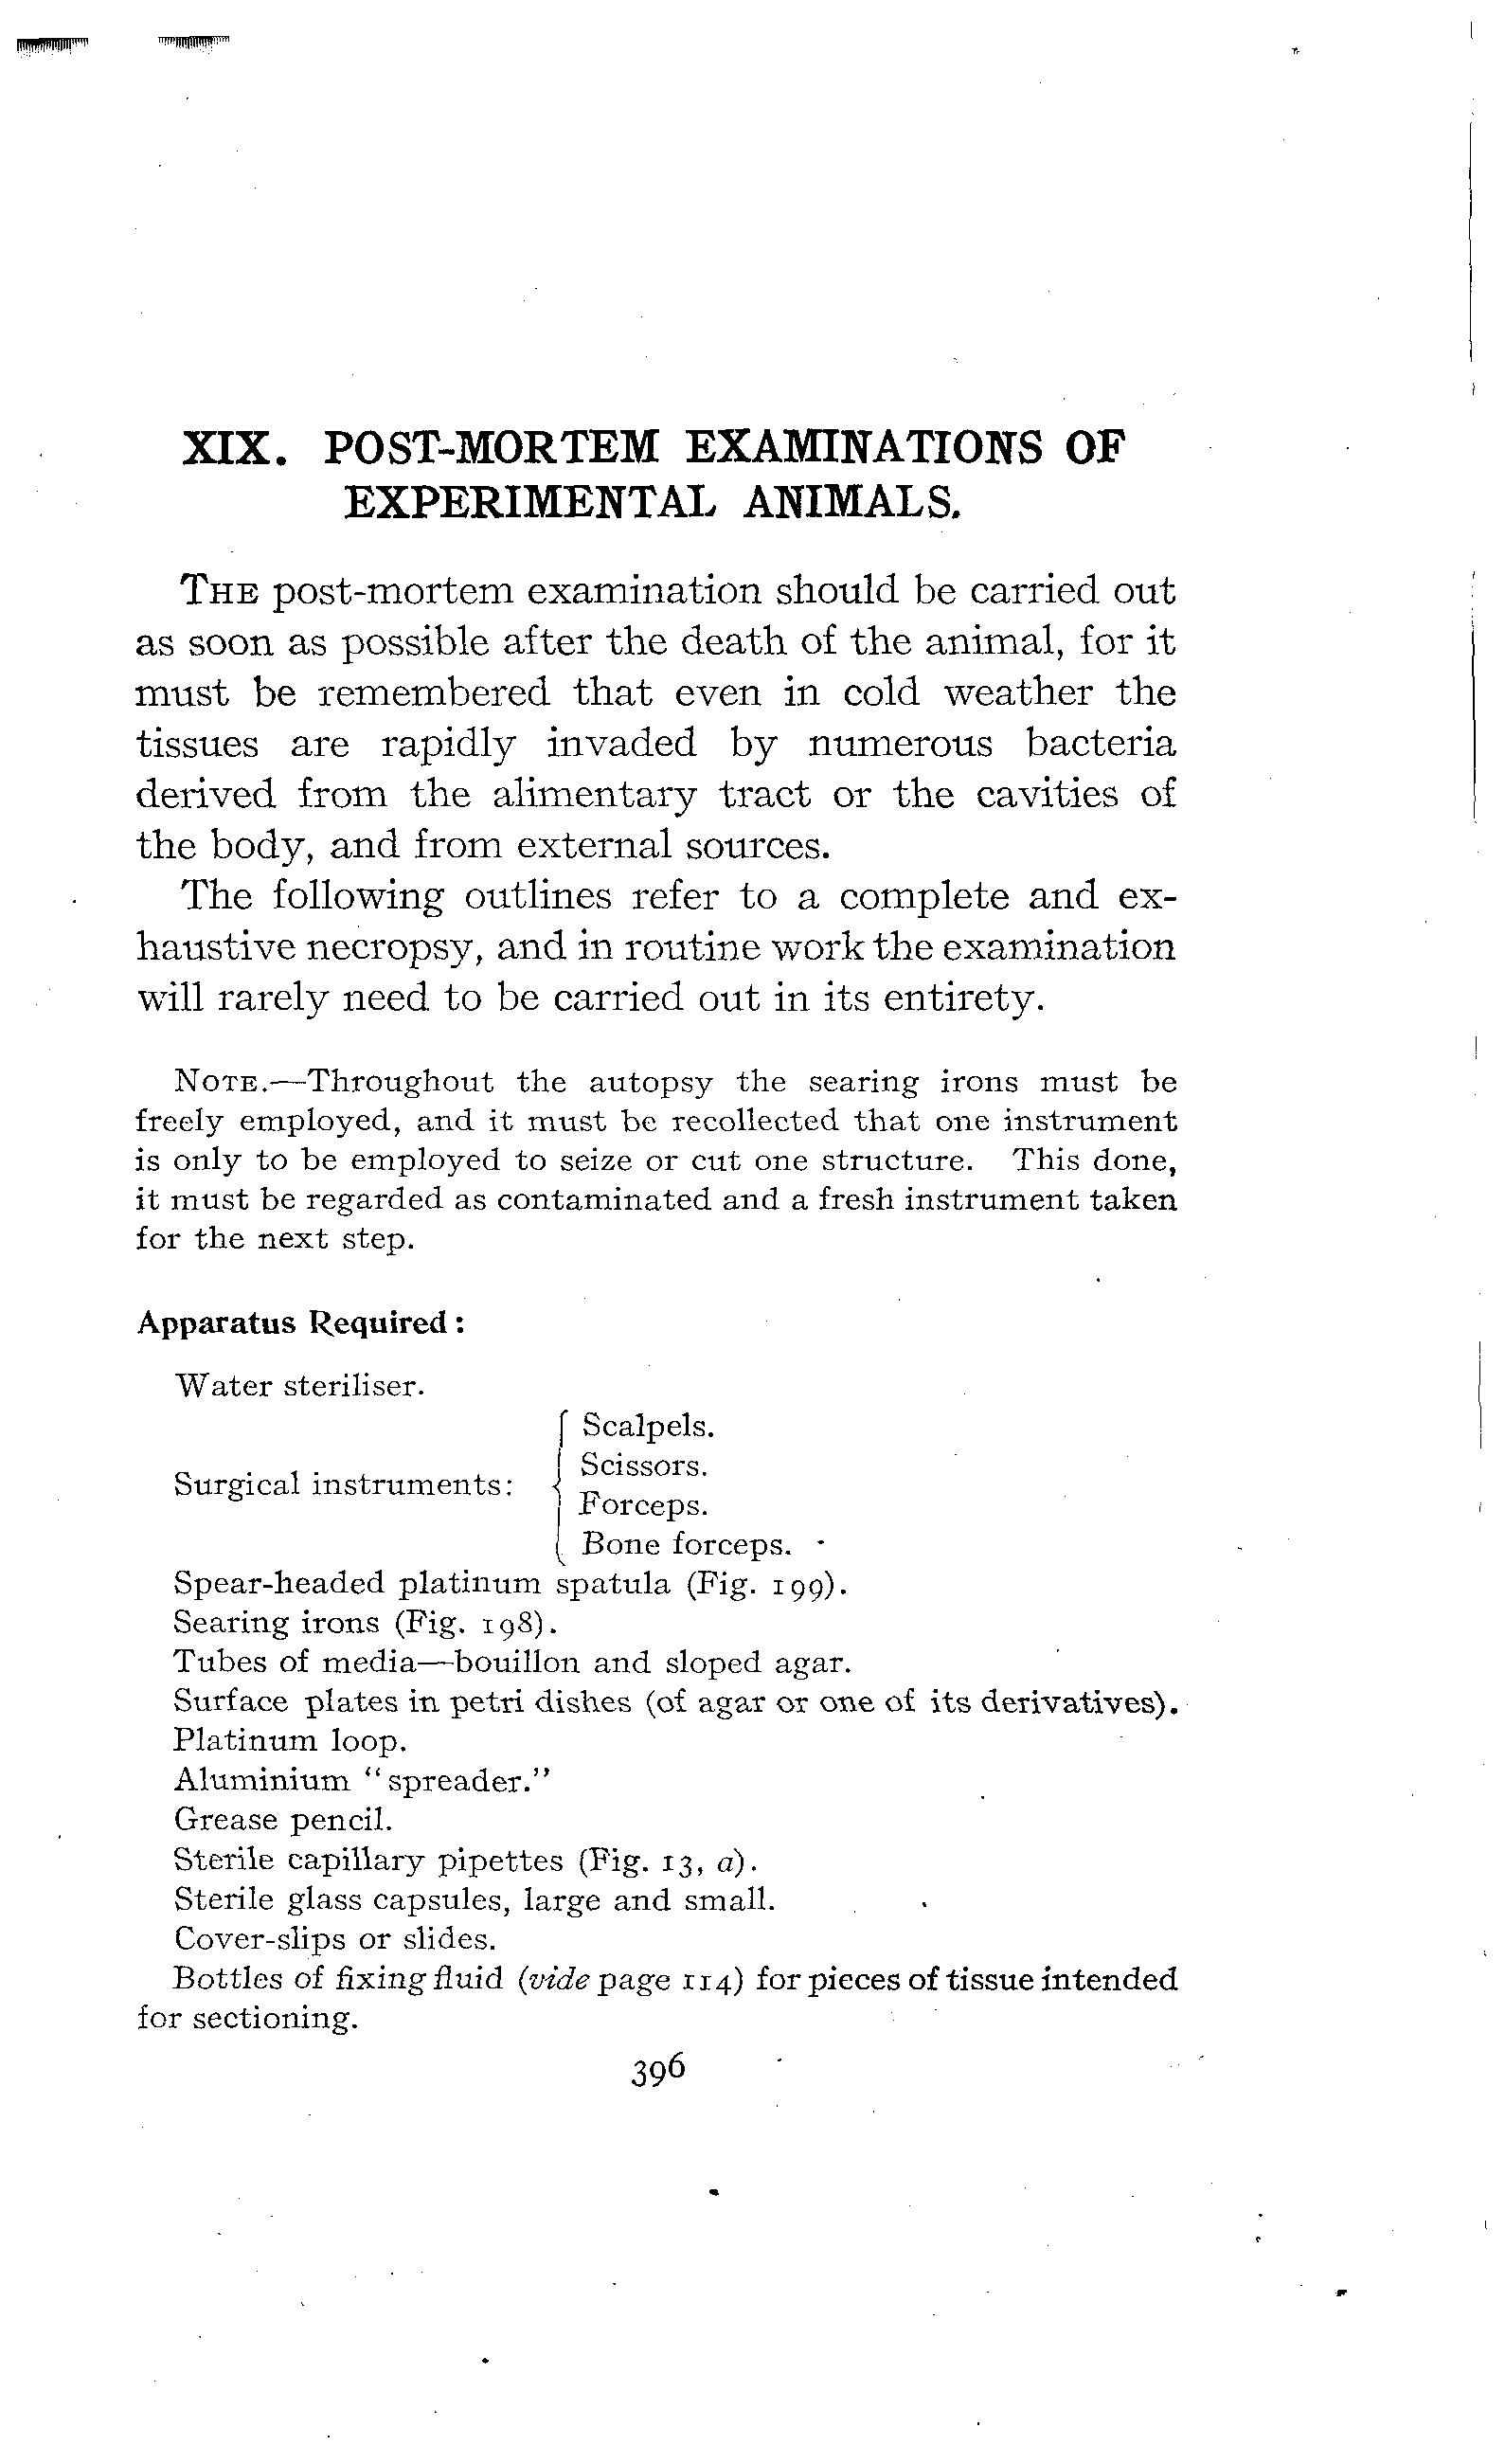 XIX. POST-MORTEM EXAMINATIONS OF
EXPERIMENTAL ANIMALS.
THE post-mortem examination should be carried out
as soon as possible after the death of the animal, for it
must be remembered that even in cold weather the
tissues are rapidly invaded by numerous bacteria
derived from the alimentary tract or the cavities of
the body, and from external sources.
The following outlines refer to a complete and ex-
haustive necropsy, and in routine work the examination
will rarely need to be carried out in its entirety.
NOTE.—Throughout the autopsy the searing irons must be
freely employed, and it must be recollected that one instrument
is only to be employed to seize or cut one structure. This done,
it must be regarded as contaminated and a fresh instrument taken
for the next step.
Apparatus Required:
Water steriliser.
Surgical instruments:
Scalpels.
Scissors.
Forceps.
Bone forceps.
Spear-headed platinum spatula (Fig. 199).
Searing irons (Fig. 198).
Tubes of media—bouillon and sloped agar.
Surface plates in petri dishes (of agar or one of its derivatives).
Platinum loop.
Aluminium "spreader."
Grease pencil.
Sterile capillary pipettes (Fig. 13, a).
Sterile glass capsules, large and small.
Cover-slips or slides.
Bottles of fixing fluid (vide page 114) for pieces of tissue intended
for sectioning.
396